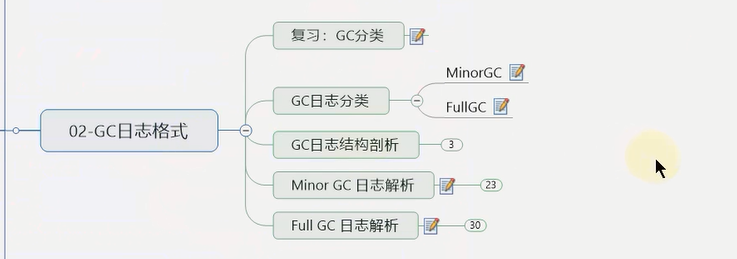 复习：GC分类
MinorGC
GC日志分类
FullGC
02-GC日志格式
GC日志结构剖析
3
Minor GC 日志解析
23
Full GC 日志解析
30